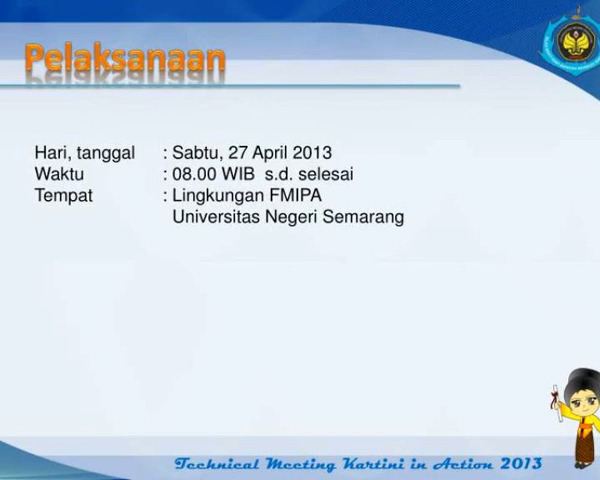 Pelaksanaan
Hari, tanggal : Sabtu, 27 April 2013
Waktu : 08.00 WIB s.d. selesai
Tempat : Lingkungan FMIPA
Universitas Negeri Semarang
Technical Meeting Kartini in Action 2013